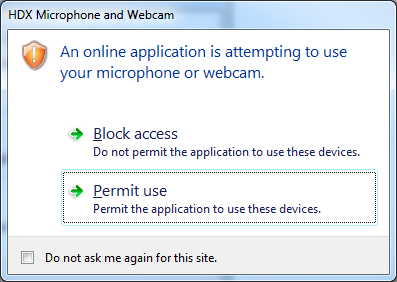 HDX Microphone and Webcam
An online application is attempting to use
your microphone or webcam.
Block access
Do not permit the application to use these devices.
Permit use
Permit the application to use these devices.
Do not ask me again for this site.